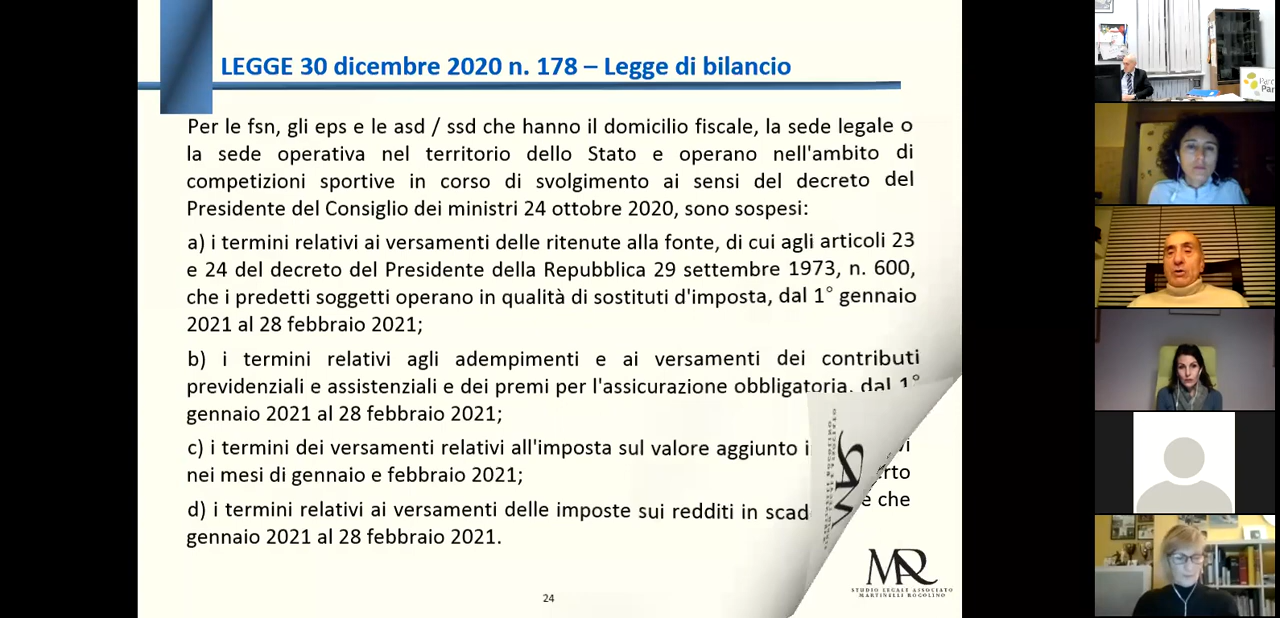 LEGGE 30 dicembre 2020 n. 178 – Legge di bilancio
Per le fsn, gli eps e le asd / ssd che hanno il domicilio fiscale, la sede legale o
la sede operativa nel territorio dello Stato e operano nell'ambito di
competizioni sportive in corso di svolgimento ai sensi del decreto del
Presidente del Consiglio dei ministri 24 ottobre 2020, sono sospesi:
a) i termini relativi ai versamenti delle ritenute alla fonte, di cui agli articoli 23
e 24 del decreto del Presidente della Repubblica 29 settembre 1973, n. 600,
che i predetti soggetti operano in qualità di sostituti d'imposta, dal 1° gennaio
2021 al 28 febbraio 2021;
b) i termini relativi agli adempimenti e ai versamenti dei contributi
previdenziali e assistenziali e dei premi per l'assicurazione obbligatoria, dal 1°
gennaio 2021 al 28 febbraio 2021;
c) i termini dei versamenti relativi all'imposta sul valore aggiunto i
nei mesi di gennaio e febbraio 2021;
d) i termini relativi ai versamenti delle imposte sui redditi in scad
e che
gennaio 2021 al 28 febbraio 2021.
MR
STUDIO LEGALE ASSOCIATO
MARTINELLI ROGOLINO
24